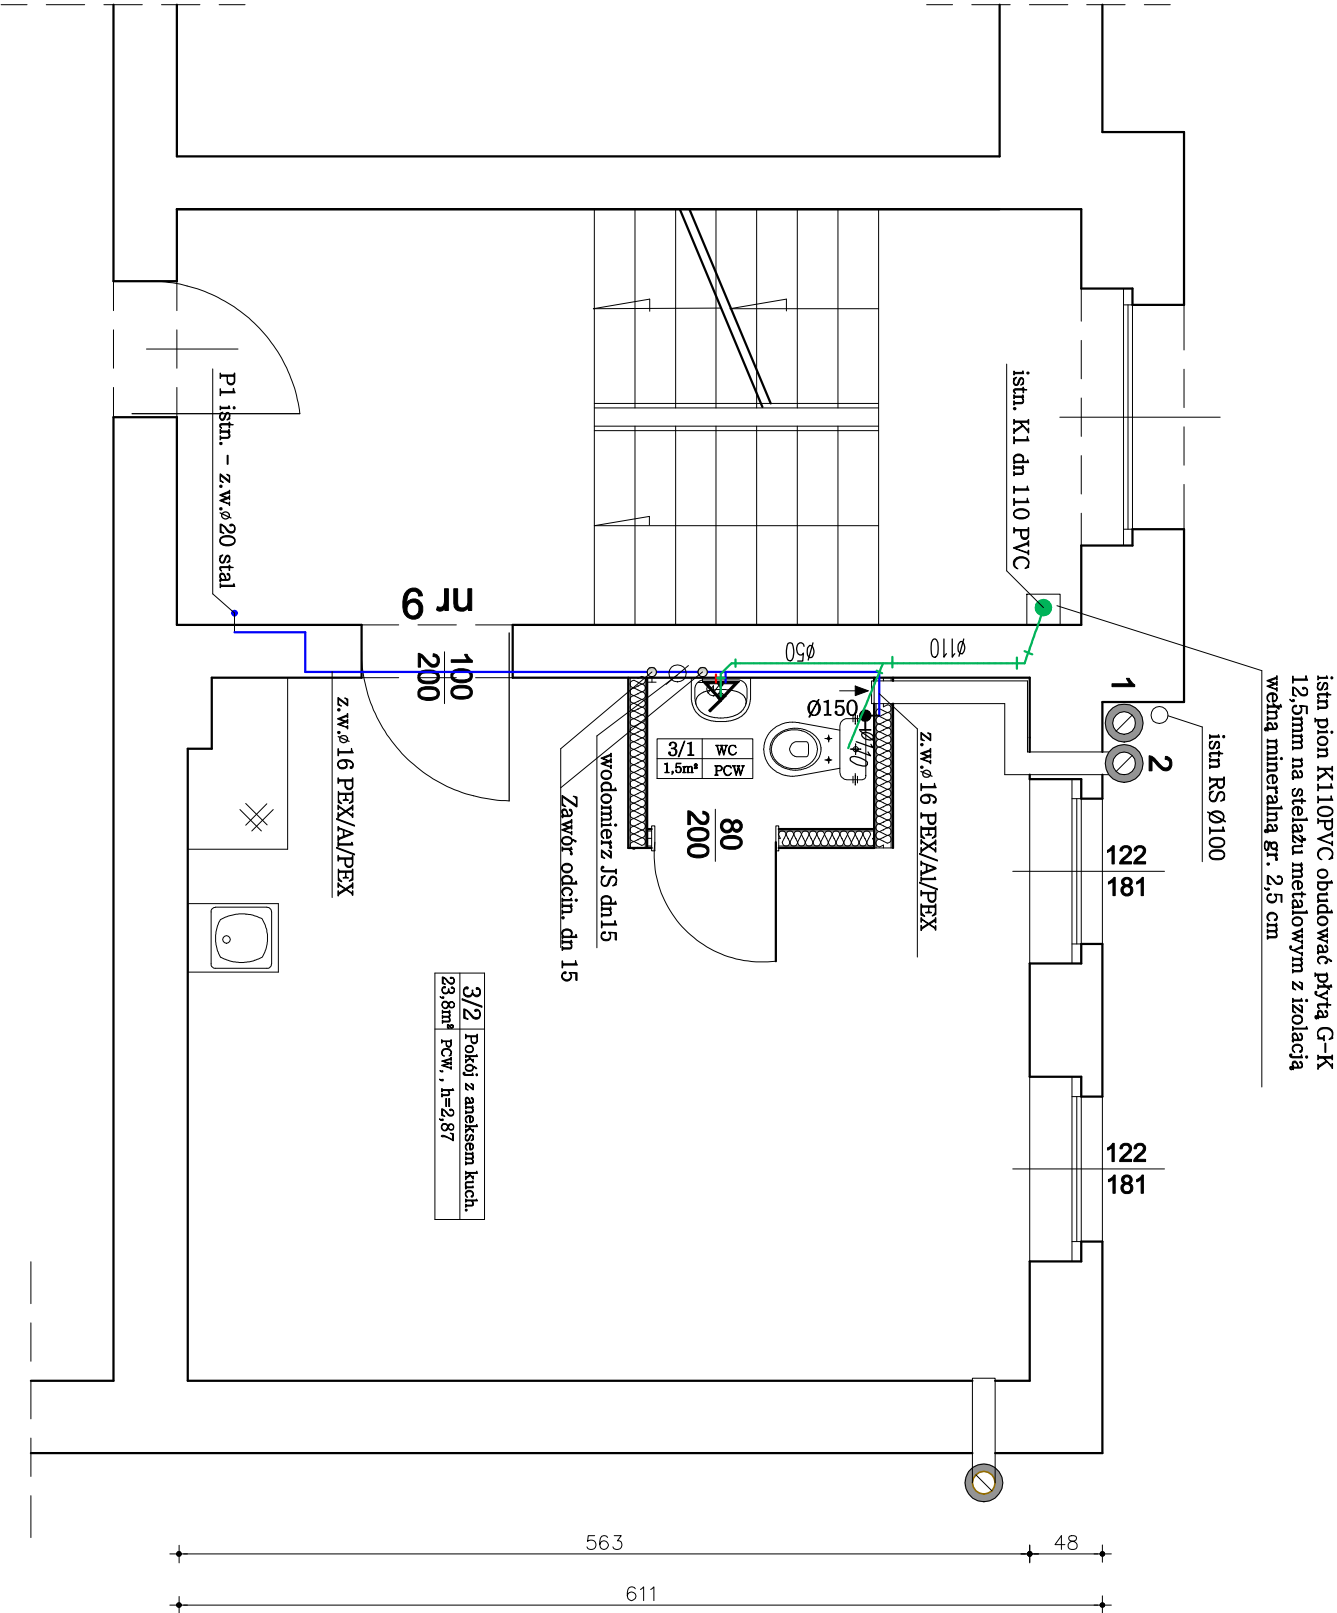 istn pion K110PVC obudować płytą G-K
12,5mm na stelażu metalowym z izolacją
wełną mineralną gr. 2,5 cm
istn RS Ø100
istn. K1 dn 110 PVC
P1 istn. - z.w.ø20 stal
nr 9
100
200
z.w.ø16 PEX/Al/PEX
ø50
ø110
Ø150
ø110
3/1 WC
1,5m² PCW
80
200
z.w.ø16 PEX/Al/PEX
wodomierz JS dn15
Zawór odcin. dn 15
1
2
122
181
122
181
3/2 Pokój z aneksem kuch.
23,8m² PCW, , h=2,87
563
48
611